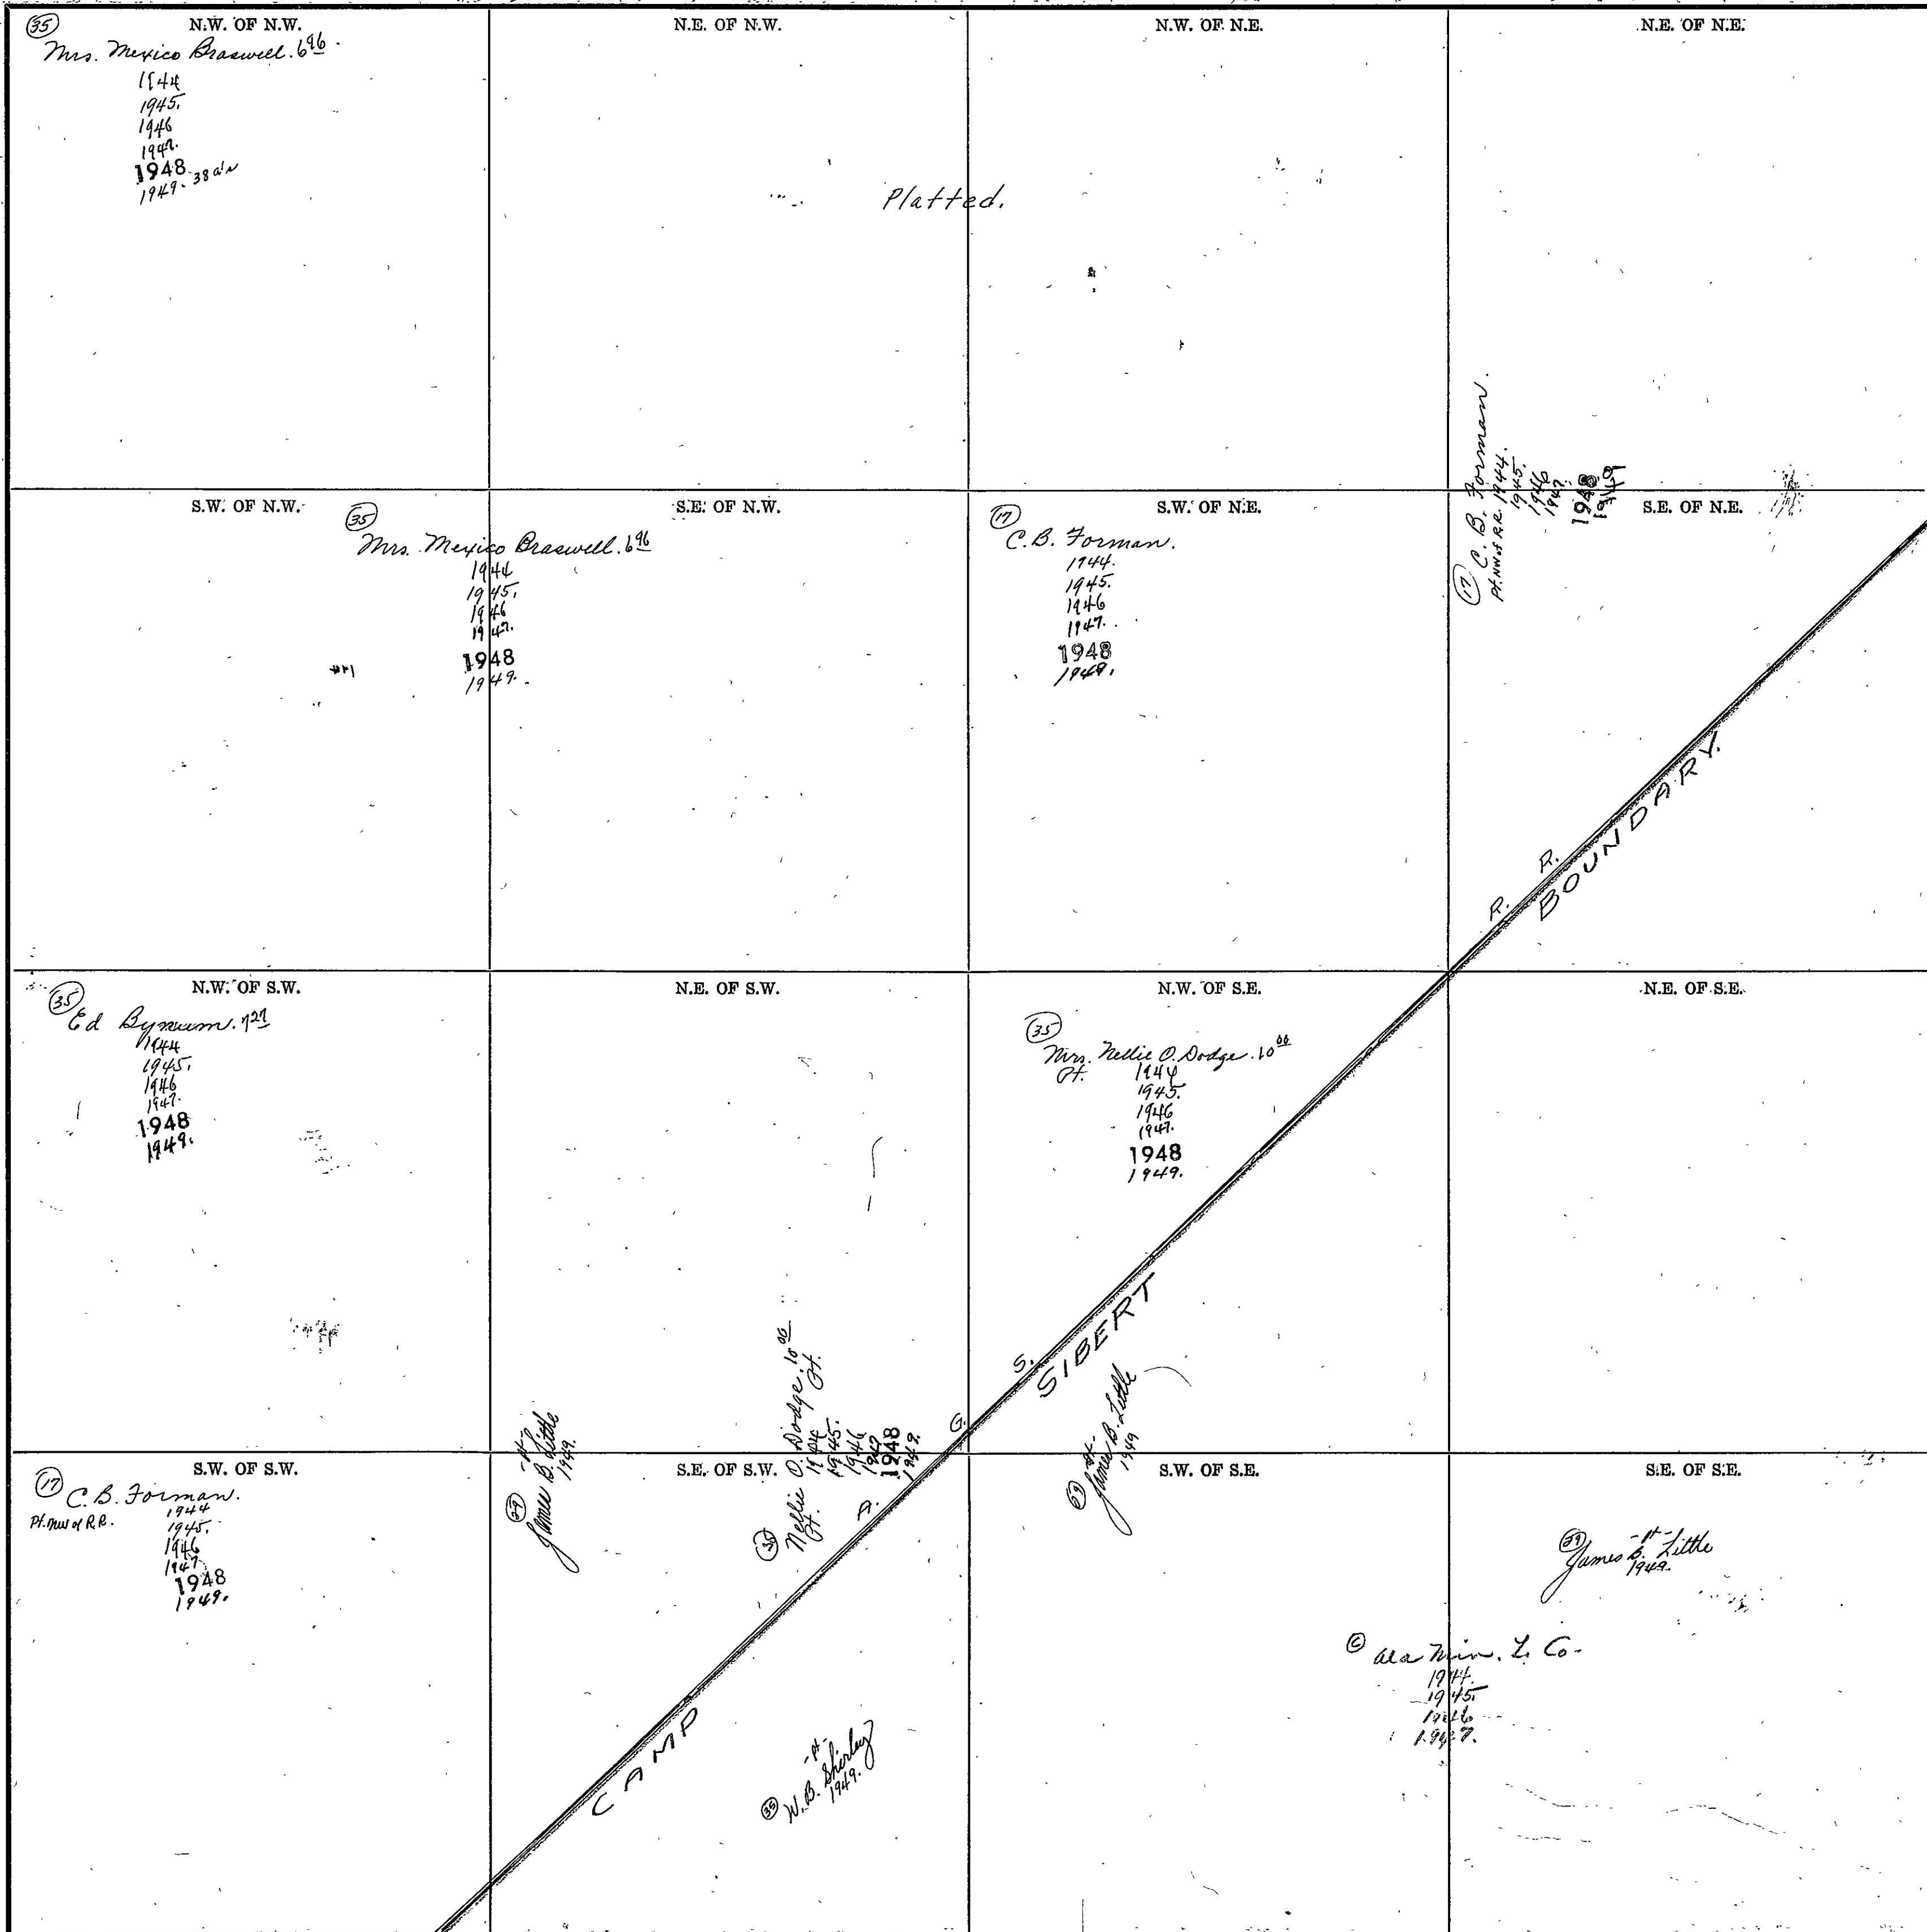 N.W. OF N.W.
N.E. OF N.W.
N.W. OF N.E.
N.E. OF N.E.
35
Mrs. Mexico Braswell. 6 96
1944
1945.
1946
1947.
1948
1949.
Platted.
S.W. OF N.W.
S.E. OF N.W.
S.W. OF N.E.
S.E. OF N.E.
35
Mrs. Mexico Braswell. 6 96
1944
1945.
1946
1947.
1948
1949.
17
C.B. Forman.
1944.
1945.
1946
1947.
1948
1949.
17 C. B. Forman.
Pt. NW of R.R. 1944.
1945.
1946
1947.
1948
1949
N.W. OF S.W.
N.E. OF S.W.
N.W. OF S.E.
N.E. OF S.E.
35
Ed Bynum. 7 27
1944
1945.
1946
1947.
1948
1949.
35
Mrs. Nellie O. Dodge. 10 00
Pt. 1944
1945.
1946
1947.
1948
1949.
S.W. OF S.W.
S.E. OF S.W.
S.W. OF S.E.
S.E. OF S.E.
17
C.B. Forman.
Pt. NW of R.R. 1944
1945.
1946
1947
1948
1949.
-Pt-
29 James B. Little
1949.
35 Nellie O. Dodge. 10 00
Pt. 1944 Pt.
1945.
1946
1947
1948
1949.
-Pt-
29 James B. Little
1949
-Pt-
29 James B. Little
1949.
C Ala Min. L. Co-
1944.
1945.
1946
1947.
-Pt-
35 W. B. Shirley
1949.
A. G. S. R. R.
CAMP SIBERT BOUNDARY.